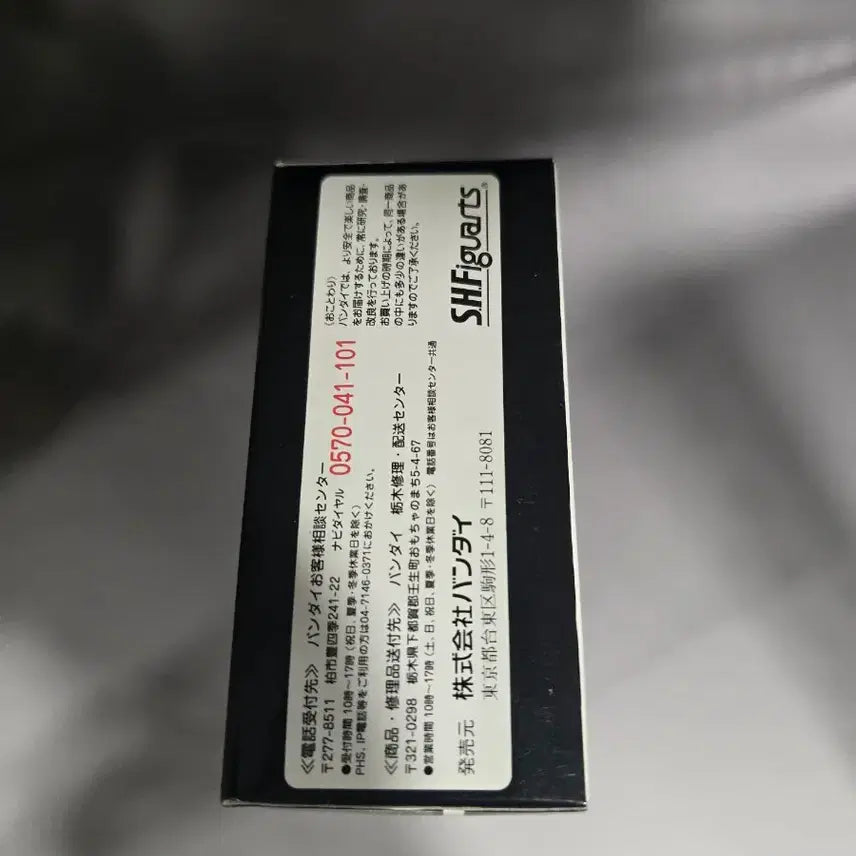 ≪電話受付先≫ バンダイお客様相談センター
〒277-8511 柏市豊四季241-22 ナビダイヤル 0570-041-101
●受付時間 10時～17時(祝日、夏季・冬季休業日を除く)
PHS、IP電話等をご利用の方は04-7146-0371におかけください。
(おことわり)
バンダイでは、より安全で楽しい商品
をお届けするために、常に研究・調査・
改良を行っております。
お買い上げの時期によって、同一商品
の中にも多少の違いがある場合があ
りますのでご了承ください。
≪商品・修理品送付先≫ バンダイ 栃木修理・配送センター
〒321-0298 栃木県下都賀郡壬生町おもちゃのまち5-4-67
●営業時間 10時～17時(土、日、祝日、夏季・冬季休業日を除く) 電話番号はお客様相談センター共通
発売元 株式会社バンダイ
東京都台東区駒形1-4-8 〒111-8081
S.H.Figuarts®